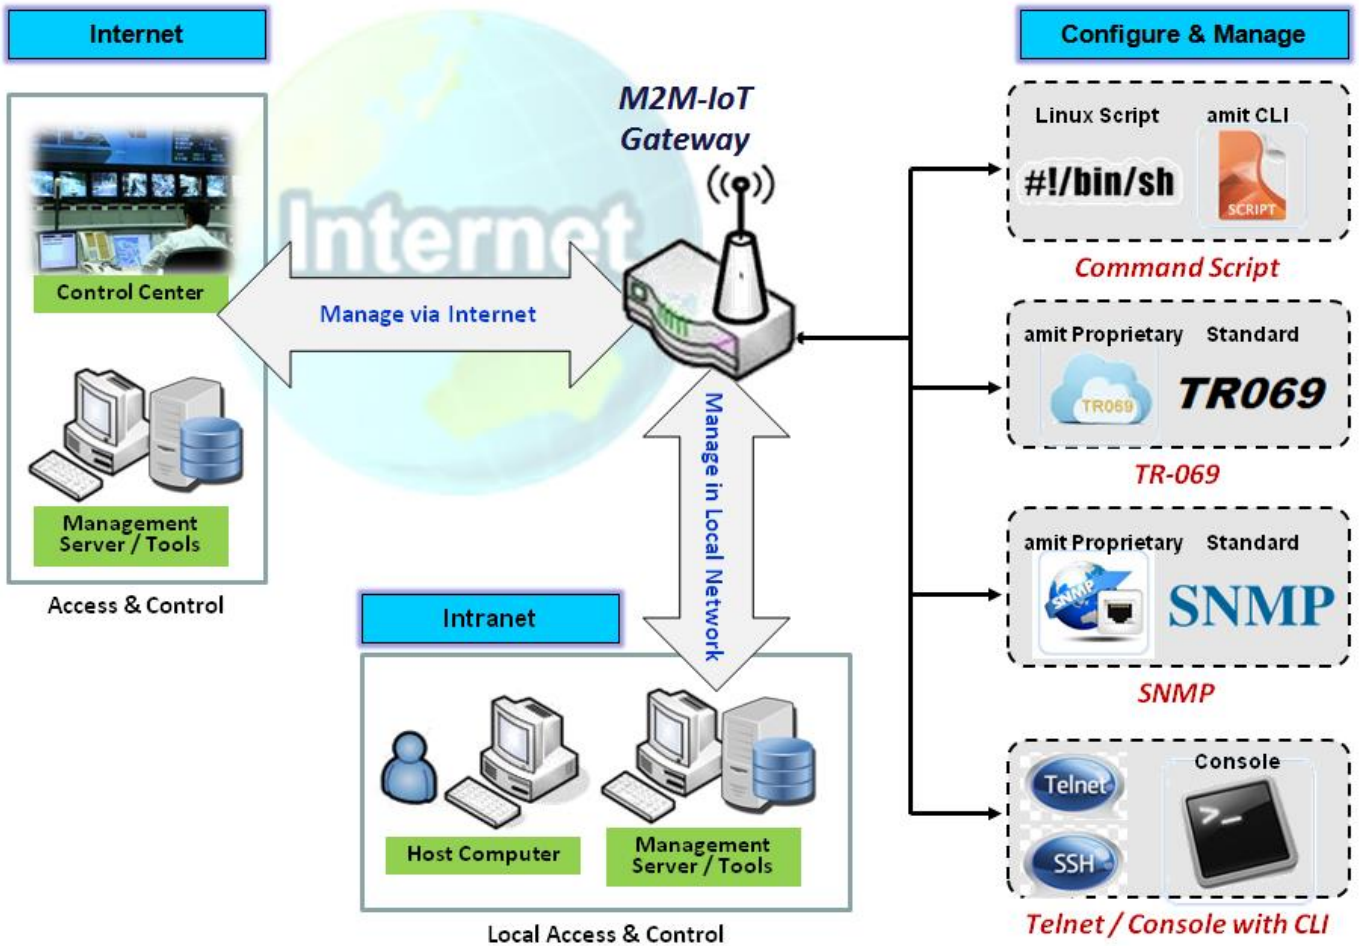 Internet
Control Center
Management
Server / Tools
Access & Control
Internet
M2M-IoT
Gateway
Manage via Internet
Manage in Local Network
Intranet
Host Computer
Management
Server / Tools
Local Access & Control
Configure & Manage
Linux Script
amit CLI
#!/bin/sh
SCRIPT
Command Script
amit Proprietary
Standard
TR069
TR069
TR-069
amit Proprietary
Standard
SNMP
SNMP
SNMP
Telnet
SSH
Console
>_
Telnet / Console with CLI